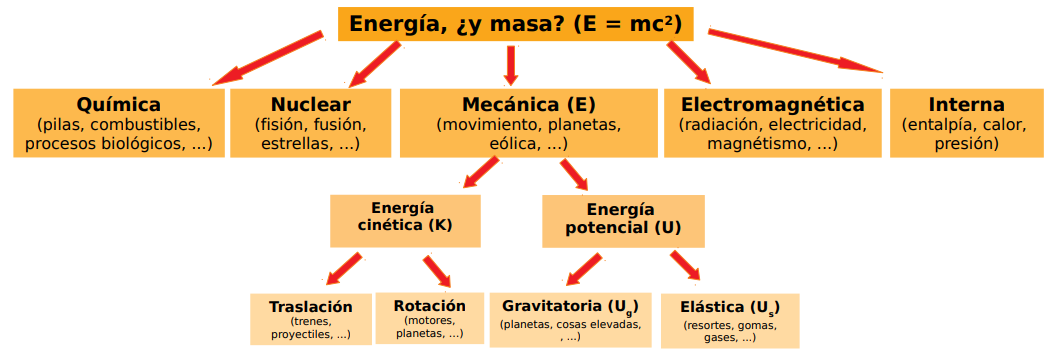 Energía, ¿y masa? (E = mc²)
Química
(pilas, combustibles,
procesos biológicos, ...)
Nuclear
(fisión, fusión,
estrellas, ...)
Mecánica (E)
(movimiento, planetas,
eólica, ...)
Electromagnética
(radiación, electricidad,
magnétismo, ...)
Interna
(entalpía, calor,
presión)
Energía
cinética (K)
Energía
potencial (U)
Traslación
(trenes,
proyectiles, ...)
Rotación
(motores,
planetas, ...)
Gravitatoria (Ug)
(planetas, cosas elevadas,
, ...)
Elástica (Us)
(resortes, gomas,
gases, ...)